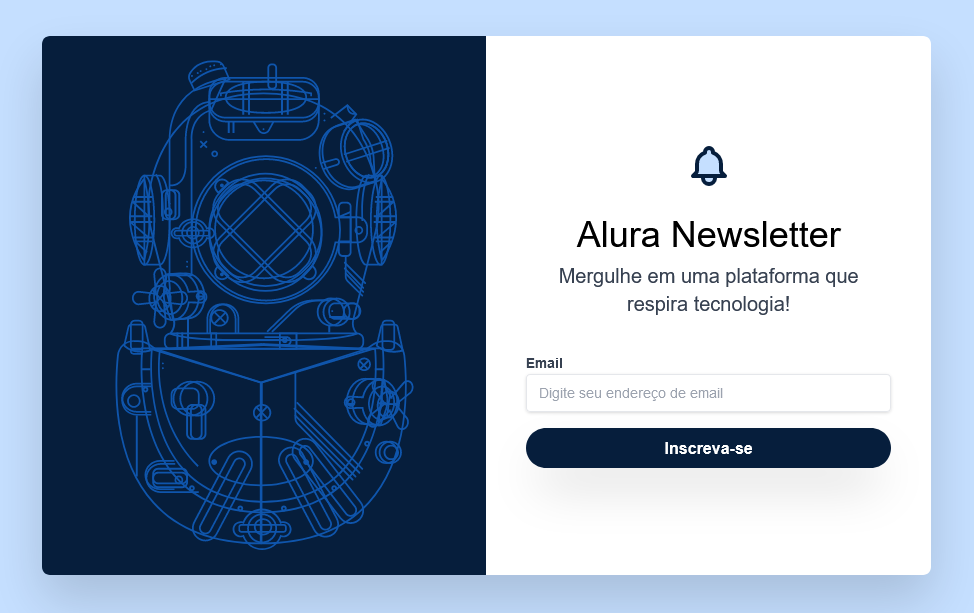 Alura Newsletter
Mergulhe em uma plataforma que
respira tecnologia!
Email
Digite seu endereço de email
Inscreva-se